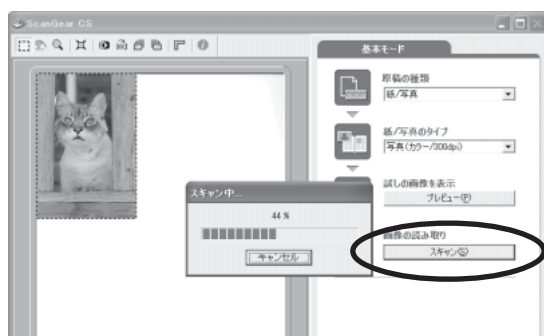 ScanGear CS
基本モード
原稿の種類
紙/写真
紙/写真のタイプ
写真(カラー/300dpi)
試しの画像を表示
プレビュー(P)
スキャン中...
44 %
キャンセル
画像の読み取り
スキャン(S)